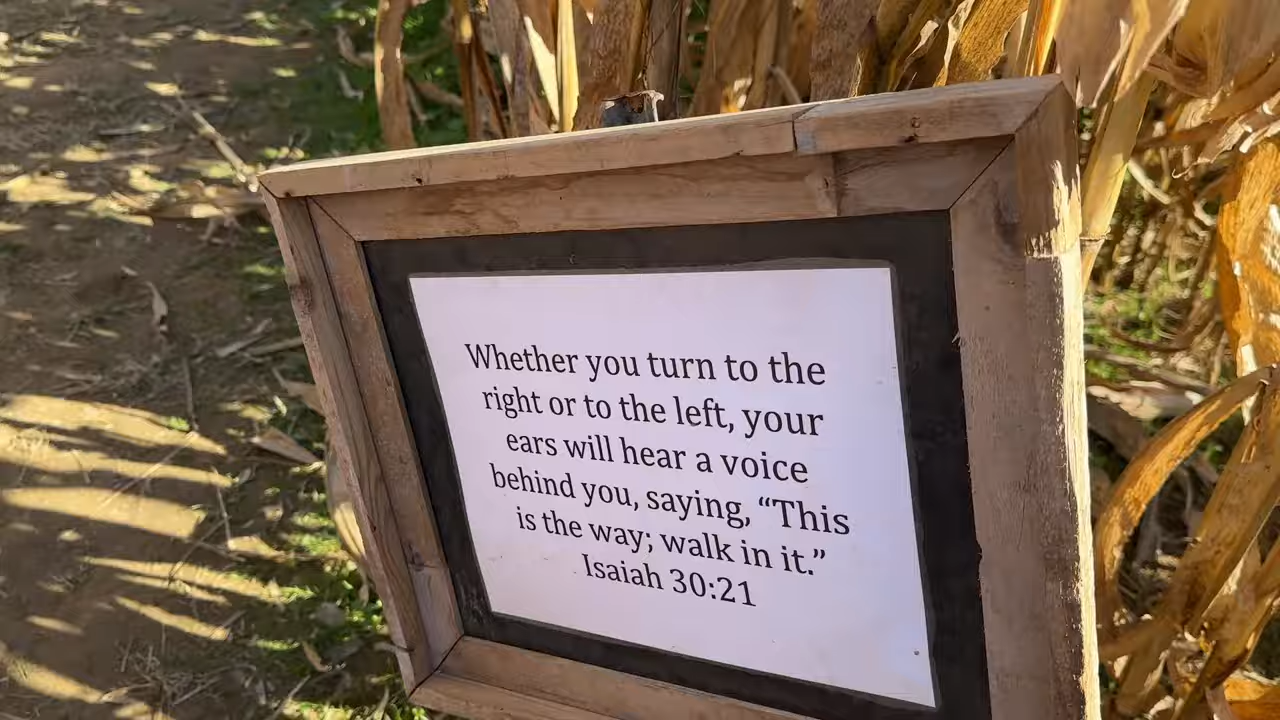 Whether you turn to the
right or to the left, your
ears will hear a voice
behind you, saying, “This
is the way; walk in it.”
Isaiah 30:21